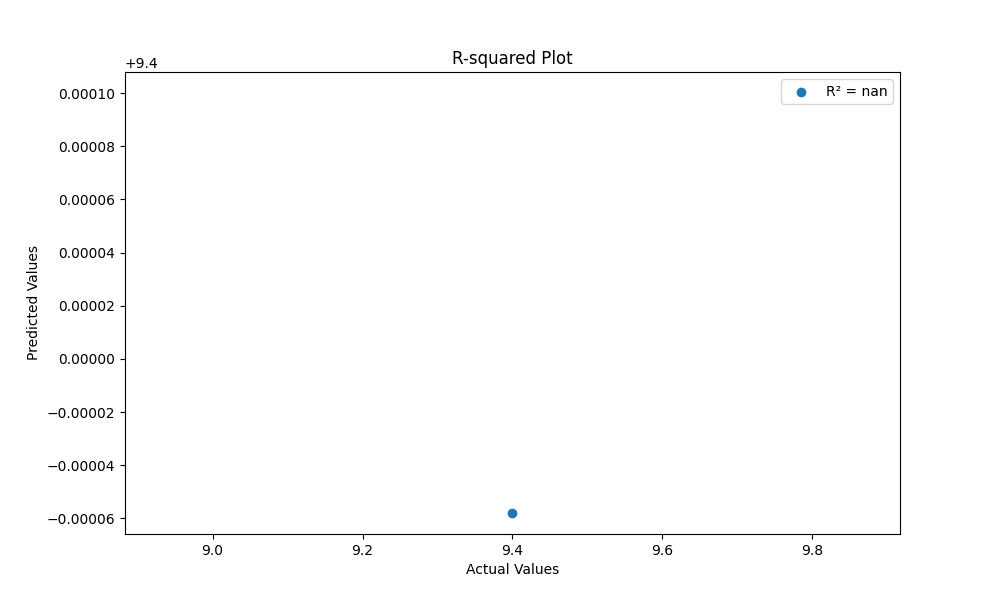 R-squared Plot
+9.4
R² = nan
0.00010
0.00008
0.00006
0.00004
0.00002
0.00000
−0.00002
−0.00004
−0.00006
Predicted Values
9.0 9.2 9.4 9.6 9.8
Actual Values